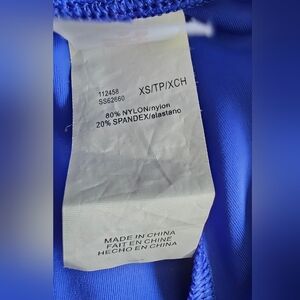 112458 XS/TP/XCH
SS62660
80% NYLON/nylon
20% SPANDEX/elastano
MADE IN CHINA
FAIT EN CHINE
HECHO EN CHINA